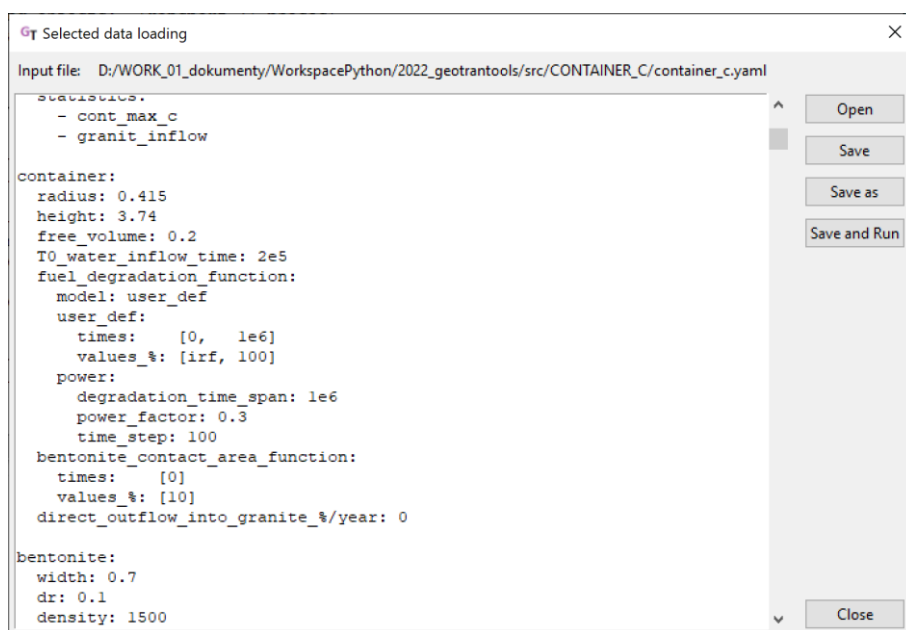 GT Selected data loading
Input file: D:/WORK_01_dokumenty/WorkspacePython/2022_geotrantools/src/CONTAINER_C/container_c.yaml
statistics:
- cont_max_c
- granit_inflow
container:
radius: 0.415
height: 3.74
free_volume: 0.2
T0_water_inflow_time: 2e5
fuel_degradation_function:
model: user_def
user_def:
times: [0, 1e6]
values_%: [irf, 100]
power:
degradation_time_span: 1e6
power_factor: 0.3
time_step: 100
bentonite_contact_area_function:
times: [0]
values_%: [10]
direct_outflow_into_granite_%/year: 0
bentonite:
width: 0.7
dr: 0.1
density: 1500
Open
Save
Save as
Save and Run
Close